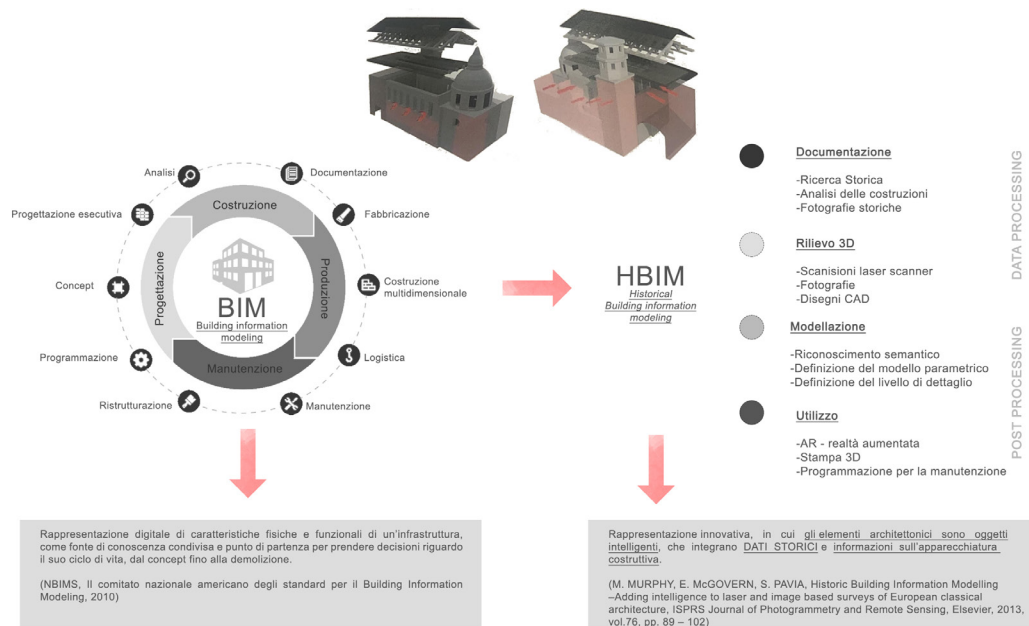 Analisi
Documentazione
Progettazione esecutiva
Fabbricazione
Concept
Costruzione
multidimensionale
Programmazione
Logistica
Ristrutturazione
Manutenzione
Costruzione
Progettazione
Produzione
Manutenzione
BIM
Building information
modeling
HBIM
Historical
Building information
modeling
Documentazione
-Ricerca Storica
-Analisi delle costruzioni
-Fotografie storiche
Rilievo 3D
-Scanisioni laser scanner
-Fotografie
-Disegni CAD
DATA PROCESSING
Modellazione
-Riconoscimento semantico
-Definizione del modello parametrico
-Definizione del livello di dettaglio
Utilizzo
-AR - realtà aumentata
-Stampa 3D
-Programmazione per la manutenzione
POST PROCESSING
Rappresentazione digitale di caratteristiche fisiche e funzionali di un'infrastruttura,
come fonte di conoscenza condivisa e punto di partenza per prendere decisioni riguardo
il suo ciclo di vita, dal concept fino alla demolizione.
(NBIMS, Il comitato nazionale americano degli standard per il Building Information
Modeling, 2010)
Rappresentazione innovativa, in cui gli elementi architettonici sono oggetti
intelligenti, che integrano DATI STORICI e informazioni sull'apparecchiatura
costruttiva.
(M. MURPHY, E. McGOVERN, S. PAVIA, Historic Building Information Modelling
–Adding intelligence to laser and image based surveys of European classical
architecture, ISPRS Journal of Photogrammetry and Remote Sensing, Elsevier, 2013,
vol.76, pp. 89 – 102)